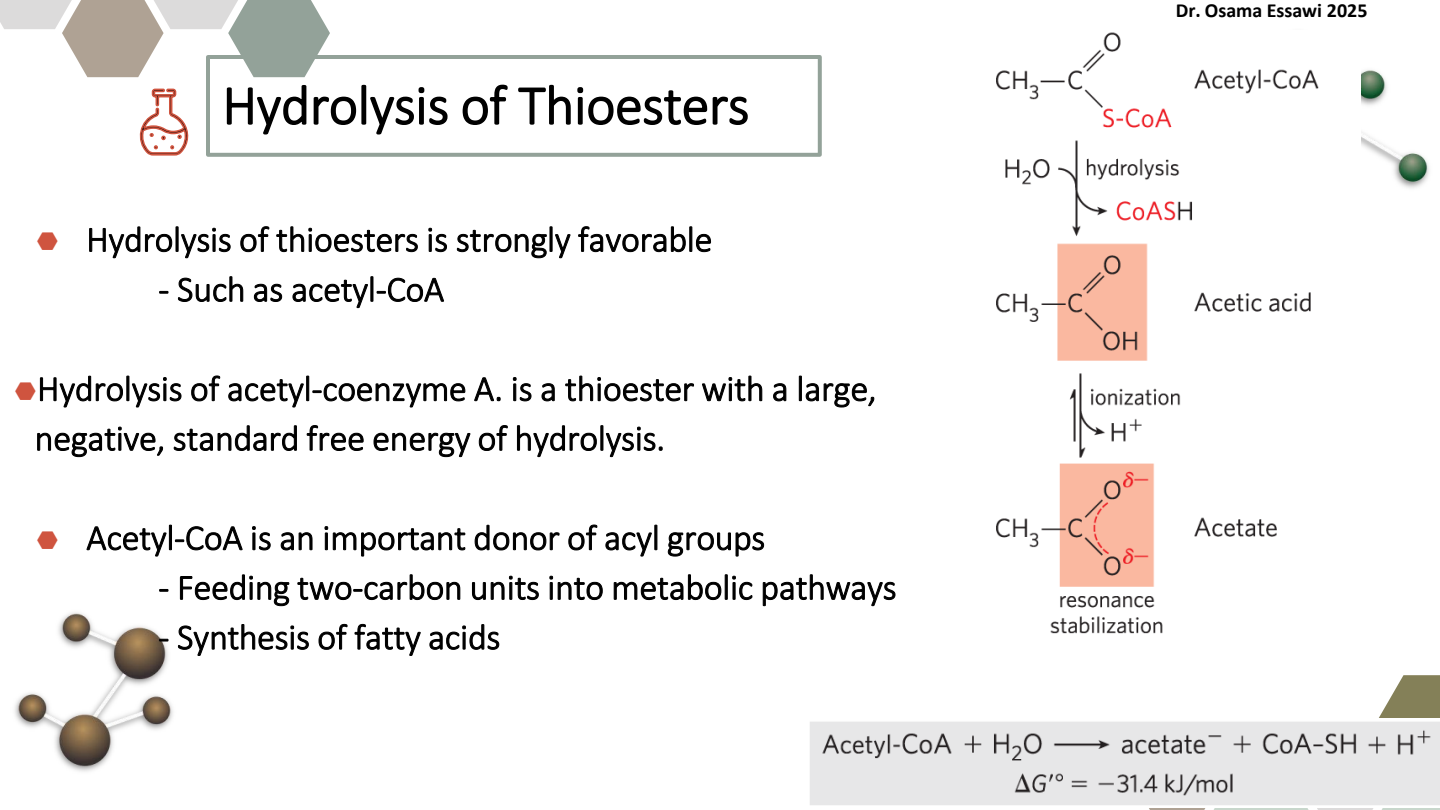 Dr. Osama Essawi 2025
Hydrolysis of Thioesters
Hydrolysis of thioesters is strongly favorable
- Such as acetyl-CoA
Hydrolysis of acetyl-coenzyme A. is a thioester with a large,
negative, standard free energy of hydrolysis.
Acetyl-CoA is an important donor of acyl groups
- Feeding two-carbon units into metabolic pathways
- Synthesis of fatty acids
O
CH₃—C Acetyl-CoA
S-CoA
H₂O hydrolysis
CoASH
O
CH₃—C Acetic acid
OH
ionization
H⁺
Oδ−
CH₃—C Acetate
Oδ−
resonance
stabilization
Acetyl-CoA + H₂O ⟶ acetate⁻ + CoA–SH + H⁺
ΔG′° = −31.4 kJ/mol